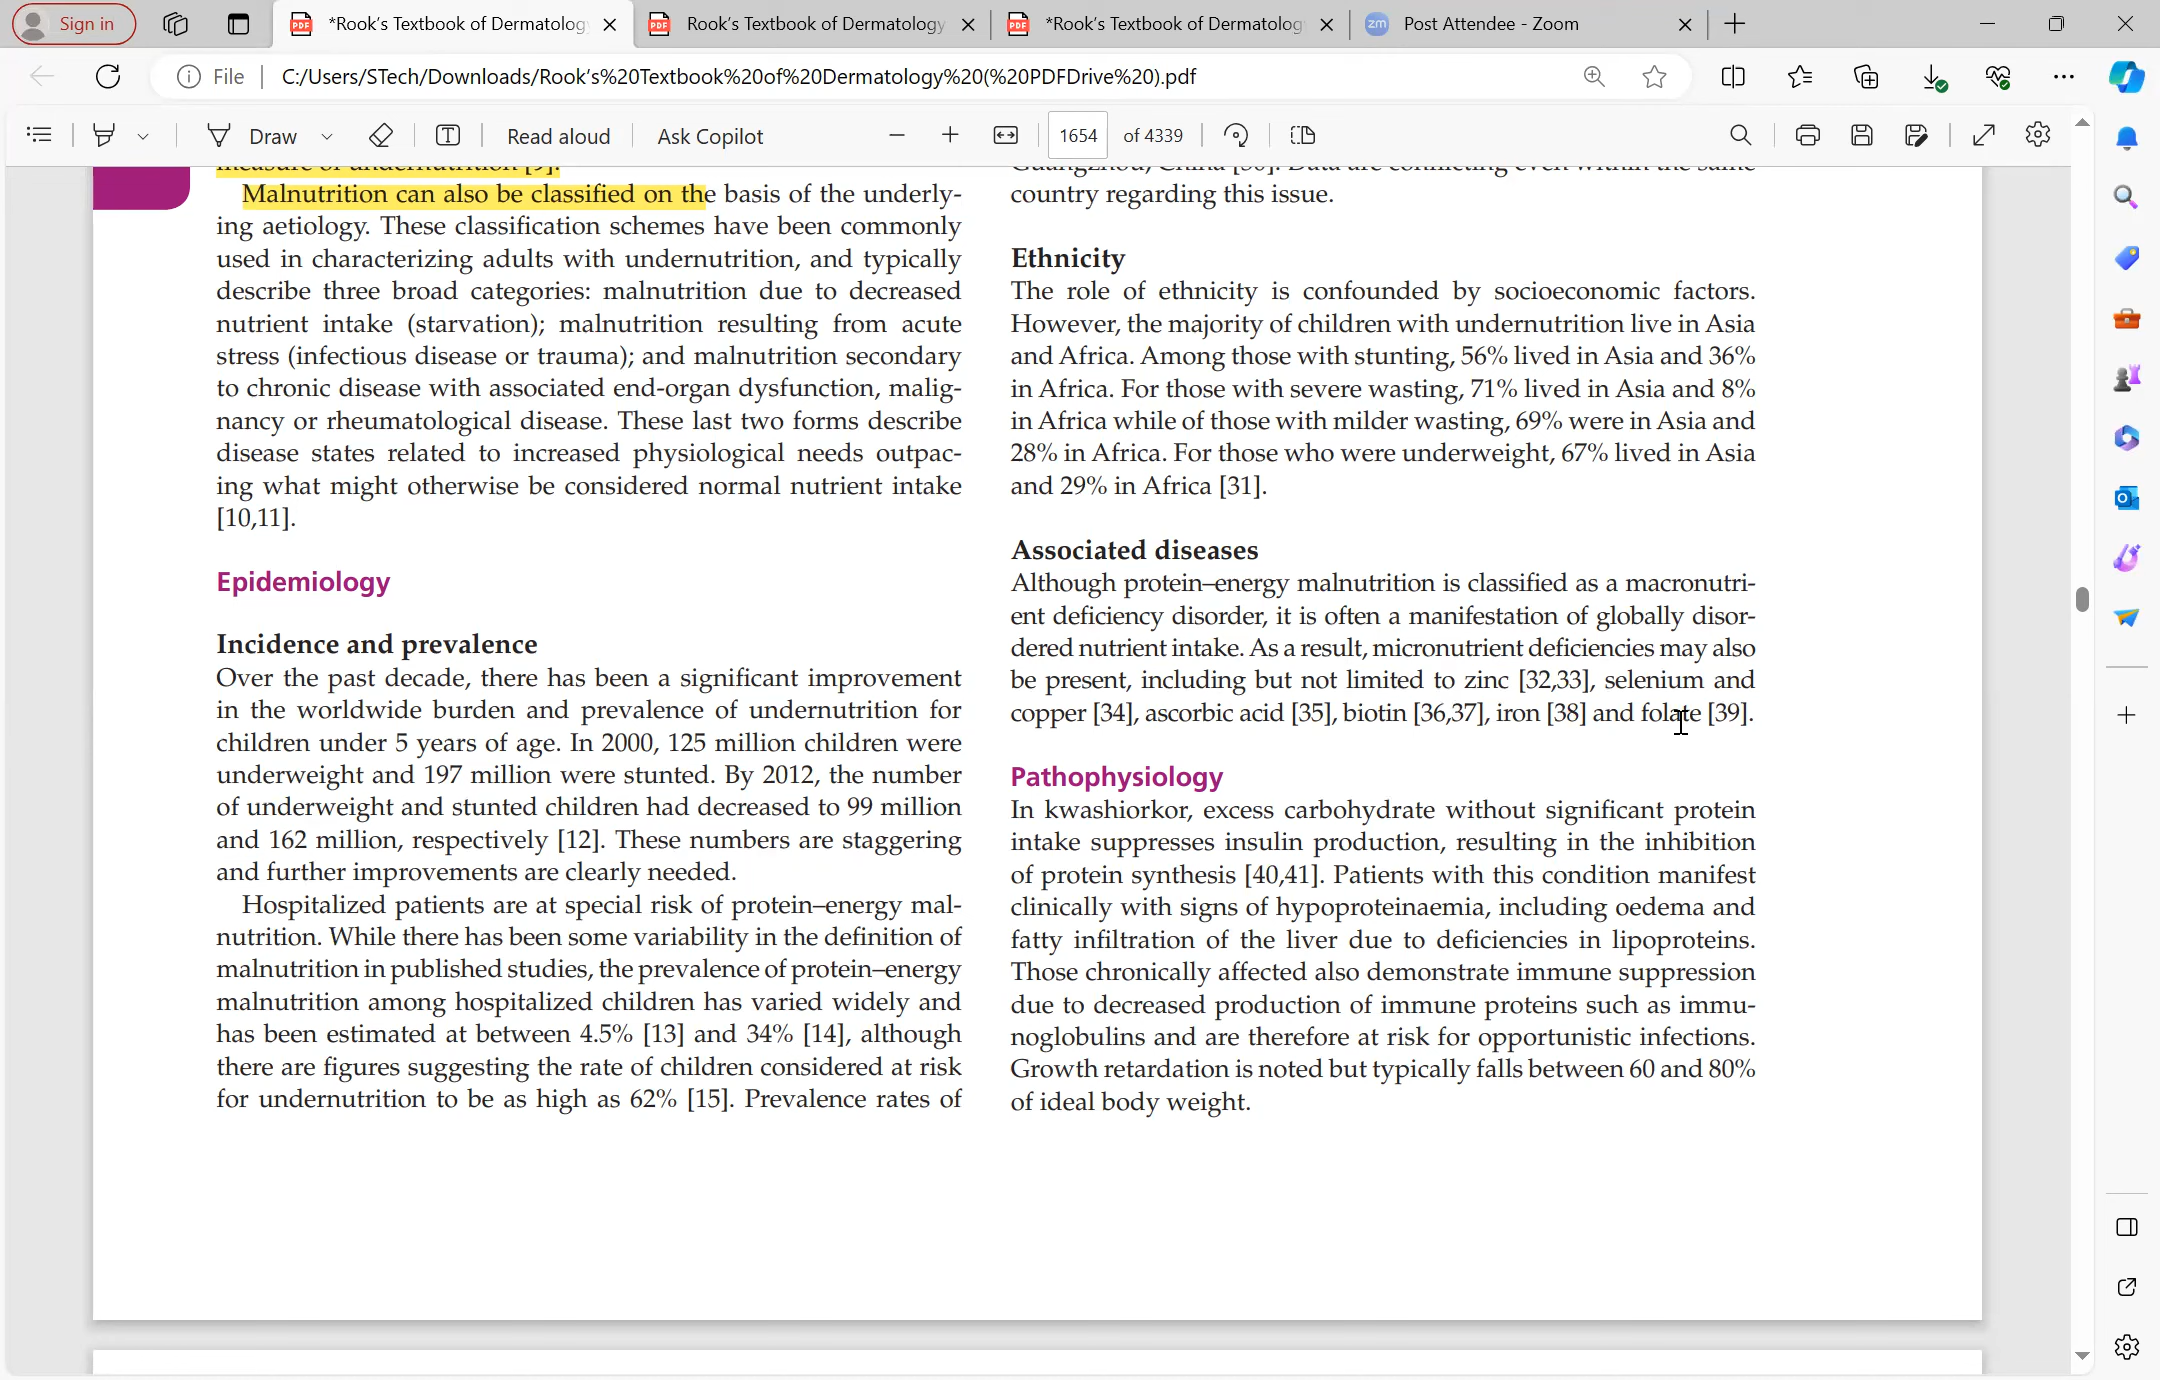 Sign in
*Rook's Textbook of Dermatolog
Rook's Textbook of Dermatology
*Rook's Textbook of Dermatolog
zm
Post Attendee - Zoom
File
C:/Users/STech/Downloads/Rook's%20Textbook%20of%20Dermatology%20(%20PDFDrive%20).pdf
Draw
Read aloud
Ask Copilot
1654
of 4339
measure of undernutrition [9].
Malnutrition can also be classified on the basis of the underly-
ing aetiology. These classification schemes have been commonly
used in characterizing adults with undernutrition, and typically
describe three broad categories: malnutrition due to decreased
nutrient intake (starvation); malnutrition resulting from acute
stress (infectious disease or trauma); and malnutrition secondary
to chronic disease with associated end-organ dysfunction, malig-
nancy or rheumatological disease. These last two forms describe
disease states related to increased physiological needs outpac-
ing what might otherwise be considered normal nutrient intake
[10,11].
Epidemiology
Incidence and prevalence
Over the past decade, there has been a significant improvement
in the worldwide burden and prevalence of undernutrition for
children under 5 years of age. In 2000, 125 million children were
underweight and 197 million were stunted. By 2012, the number
of underweight and stunted children had decreased to 99 million
and 162 million, respectively [12]. These numbers are staggering
and further improvements are clearly needed.
Hospitalized patients are at special risk of protein–energy mal-
nutrition. While there has been some variability in the definition of
malnutrition in published studies, the prevalence of protein–energy
malnutrition among hospitalized children has varied widely and
has been estimated at between 4.5% [13] and 34% [14], although
there are figures suggesting the rate of children considered at risk
for undernutrition to be as high as 62% [15]. Prevalence rates of
Guangzhou, China [30]. Data are conflicting even within the same
country regarding this issue.
Ethnicity
The role of ethnicity is confounded by socioeconomic factors.
However, the majority of children with undernutrition live in Asia
and Africa. Among those with stunting, 56% lived in Asia and 36%
in Africa. For those with severe wasting, 71% lived in Asia and 8%
in Africa while of those with milder wasting, 69% were in Asia and
28% in Africa. For those who were underweight, 67% lived in Asia
and 29% in Africa [31].
Associated diseases
Although protein–energy malnutrition is classified as a macronutri-
ent deficiency disorder, it is often a manifestation of globally disor-
dered nutrient intake. As a result, micronutrient deficiencies may also
be present, including but not limited to zinc [32,33], selenium and
copper [34], ascorbic acid [35], biotin [36,37], iron [38] and folate [39].
Pathophysiology
In kwashiorkor, excess carbohydrate without significant protein
intake suppresses insulin production, resulting in the inhibition
of protein synthesis [40,41]. Patients with this condition manifest
clinically with signs of hypoproteinaemia, including oedema and
fatty infiltration of the liver due to deficiencies in lipoproteins.
Those chronically affected also demonstrate immune suppression
due to decreased production of immune proteins such as immu-
noglobulins and are therefore at risk for opportunistic infections.
Growth retardation is noted but typically falls between 60 and 80%
of ideal body weight.